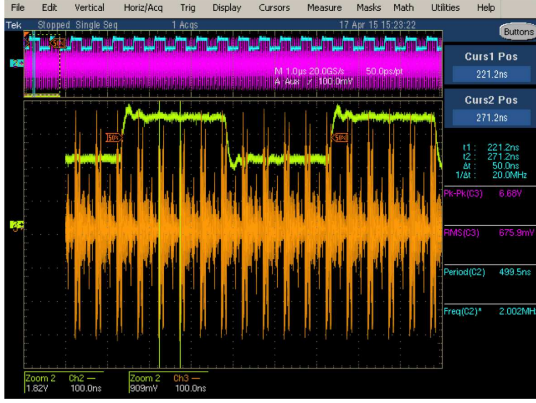 File Edit Vertical Horiz/Acq Trig Display Cursors Measure Masks Math Utilities Help
Tek Stopped Single Seq 1 Acqs 17 Apr 15 15:23:22
Buttons
Curs1 Pos
221.2ns
M 1.0µs 20.0GS/s 50.0ps/pt
A Aux 100.0mV
Curs2 Pos
271.2ns
t1: 221.2ns
t2: 271.2ns
Δt: 50.0ns
1/Δt: 20.0MHz
Pk-Pk(C3) 6.68V
RMS(C3) 675.9mV
Period(C2) 499.5ns
Freq(C2)* 2.002MH
Zoom 2 Ch2 Zoom 2 Ch3
1.82V 100.0ns 909mV 100.0ns